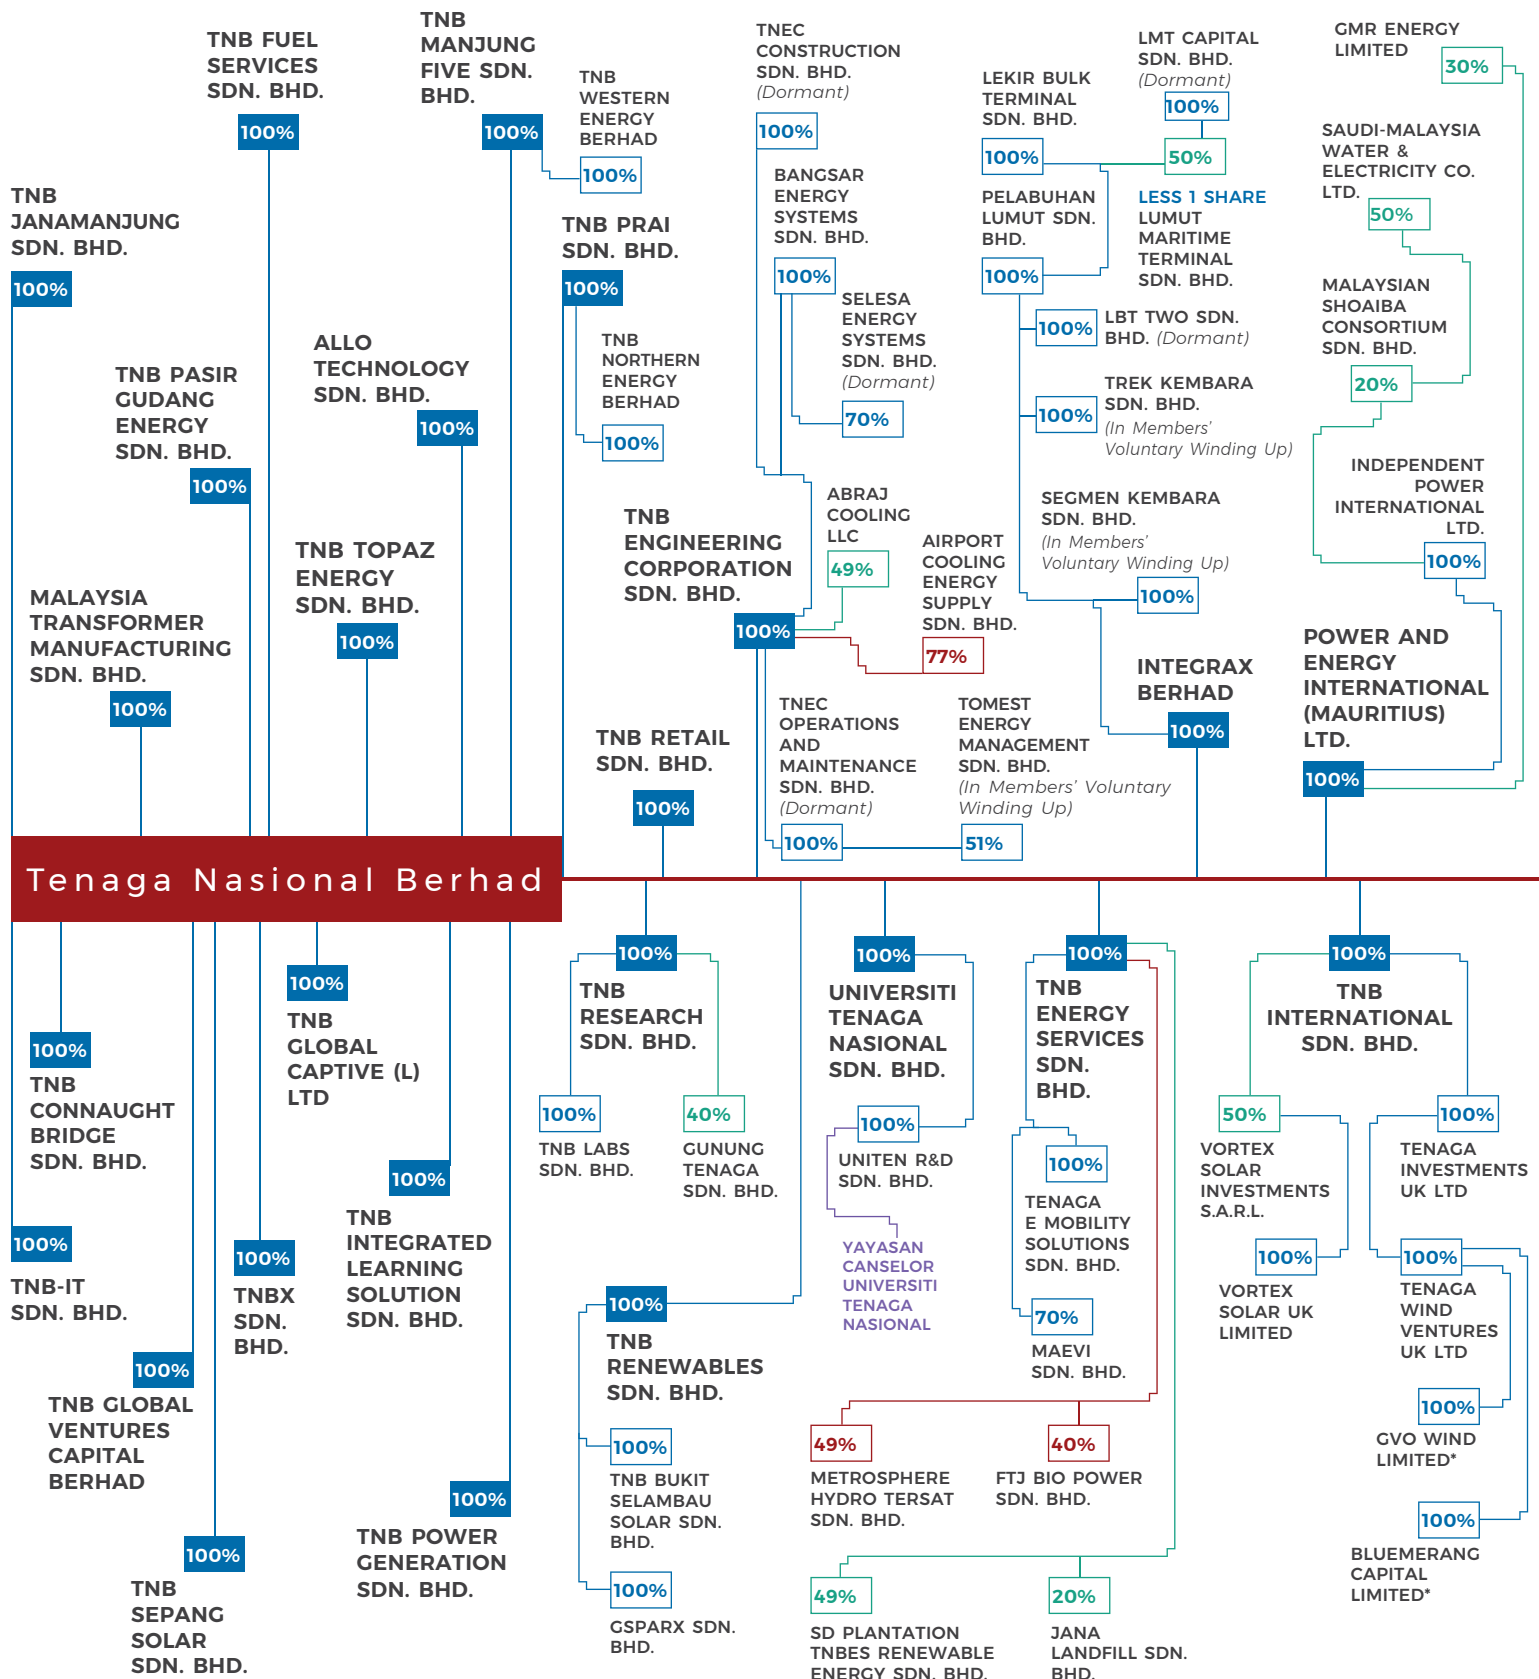 TNB FUEL
SERVICES
SDN. BHD.
100%
TNB
MANJUNG
FIVE SDN.
BHD.
100%
TNB
WESTERN
ENERGY
BERHAD
100%
TNB
JANAMANJUNG
SDN. BHD.
100%
TNB PRAI
SDN. BHD.
100%
TNB
NORTHERN
ENERGY
BERHAD
100%
TNB PASIR
GUDANG
ENERGY
SDN. BHD.
100%
ALLO
TECHNOLOGY
SDN. BHD.
100%
TNB TOPAZ
ENERGY
SDN. BHD.
100%
MALAYSIA
TRANSFORMER
MANUFACTURING
SDN. BHD.
100%
TNEC
CONSTRUCTION
SDN. BHD.
(Dormant)
100%
BANGSAR
ENERGY
SYSTEMS
SDN. BHD.
100%
SELESA
ENERGY
SYSTEMS
SDN. BHD.
(Dormant)
70%
TNB
ENGINEERING
CORPORATION
SDN. BHD.
100%
ABRAJ
COOLING
LLC
49%
AIRPORT
COOLING
ENERGY
SUPPLY
SDN. BHD.
77%
TNB RETAIL
SDN. BHD.
100%
TNEC
OPERATIONS
AND
MAINTENANCE
SDN. BHD.
(Dormant)
100%
TOMEST
ENERGY
MANAGEMENT
SDN. BHD.
(In Members' Voluntary
Winding Up)
51%
LEKIR BULK
TERMINAL
SDN. BHD.
100%
LMT CAPITAL
SDN. BHD.
(Dormant)
100%
50%
LESS 1 SHARE
LUMUT
MARITIME
TERMINAL
SDN. BHD.
PELABUHAN
LUMUT SDN.
BHD.
100%
100%
LBT TWO SDN.
BHD. (Dormant)
100%
TREK KEMBARA
SDN. BHD.
(In Members'
Voluntary Winding Up)
SEGMEN KEMBARA
SDN. BHD.
(In Members'
Voluntary Winding Up)
100%
INTEGRAX
BERHAD
100%
GMR ENERGY
LIMITED
30%
SAUDI-MALAYSIA
WATER &
ELECTRICITY CO.
LTD.
50%
MALAYSIAN
SHOAIBA
CONSORTIUM
SDN. BHD.
20%
INDEPENDENT
POWER
INTERNATIONAL
LTD.
100%
POWER AND
ENERGY
INTERNATIONAL
(MAURITIUS)
LTD.
100%
Tenaga Nasional Berhad
100%
TNB
CONNAUGHT
BRIDGE
SDN. BHD.
100%
TNB
GLOBAL
CAPTIVE (L)
LTD
100%
TNB-IT
SDN. BHD.
100%
TNBX
SDN.
BHD.
100%
TNB
INTEGRATED
LEARNING
SOLUTION
SDN. BHD.
100%
TNB GLOBAL
VENTURES
CAPITAL
BERHAD
100%
TNB POWER
GENERATION
SDN. BHD.
100%
TNB
SEPANG
SOLAR
SDN. BHD.
100%
TNB
RESEARCH
SDN. BHD.
100%
TNB LABS
SDN. BHD.
40%
GUNUNG
TENAGA
SDN. BHD.
100%
TNB
RENEWABLES
SDN. BHD.
100%
TNB BUKIT
SELAMBAU
SOLAR SDN.
BHD.
100%
GSPARX SDN.
BHD.
100%
UNIVERSITI
TENAGA
NASIONAL
SDN. BHD.
100%
UNITEN R&D
SDN. BHD.
YAYASAN
CANSELOR
UNIVERSITI
TENAGA
NASIONAL
100%
TNB
ENERGY
SERVICES
SDN.
BHD.
100%
TENAGA
E MOBILITY
SOLUTIONS
SDN. BHD.
70%
MAEVI
SDN. BHD.
49%
METROSPHERE
HYDRO TERSAT
SDN. BHD.
40%
FTJ BIO POWER
SDN. BHD.
49%
SD PLANTATION
TNBES RENEWABLE
ENERGY SDN. BHD.
20%
JANA
LANDFILL SDN.
BHD.
100%
TNB
INTERNATIONAL
SDN. BHD.
50%
VORTEX
SOLAR
INVESTMENTS
S.A.R.L.
100%
VORTEX
SOLAR UK
LIMITED
100%
TENAGA
INVESTMENTS
UK LTD
100%
TENAGA
WIND
VENTURES
UK LTD
100%
GVO WIND
LIMITED*
100%
BLUEMERANG
CAPITAL
LIMITED*